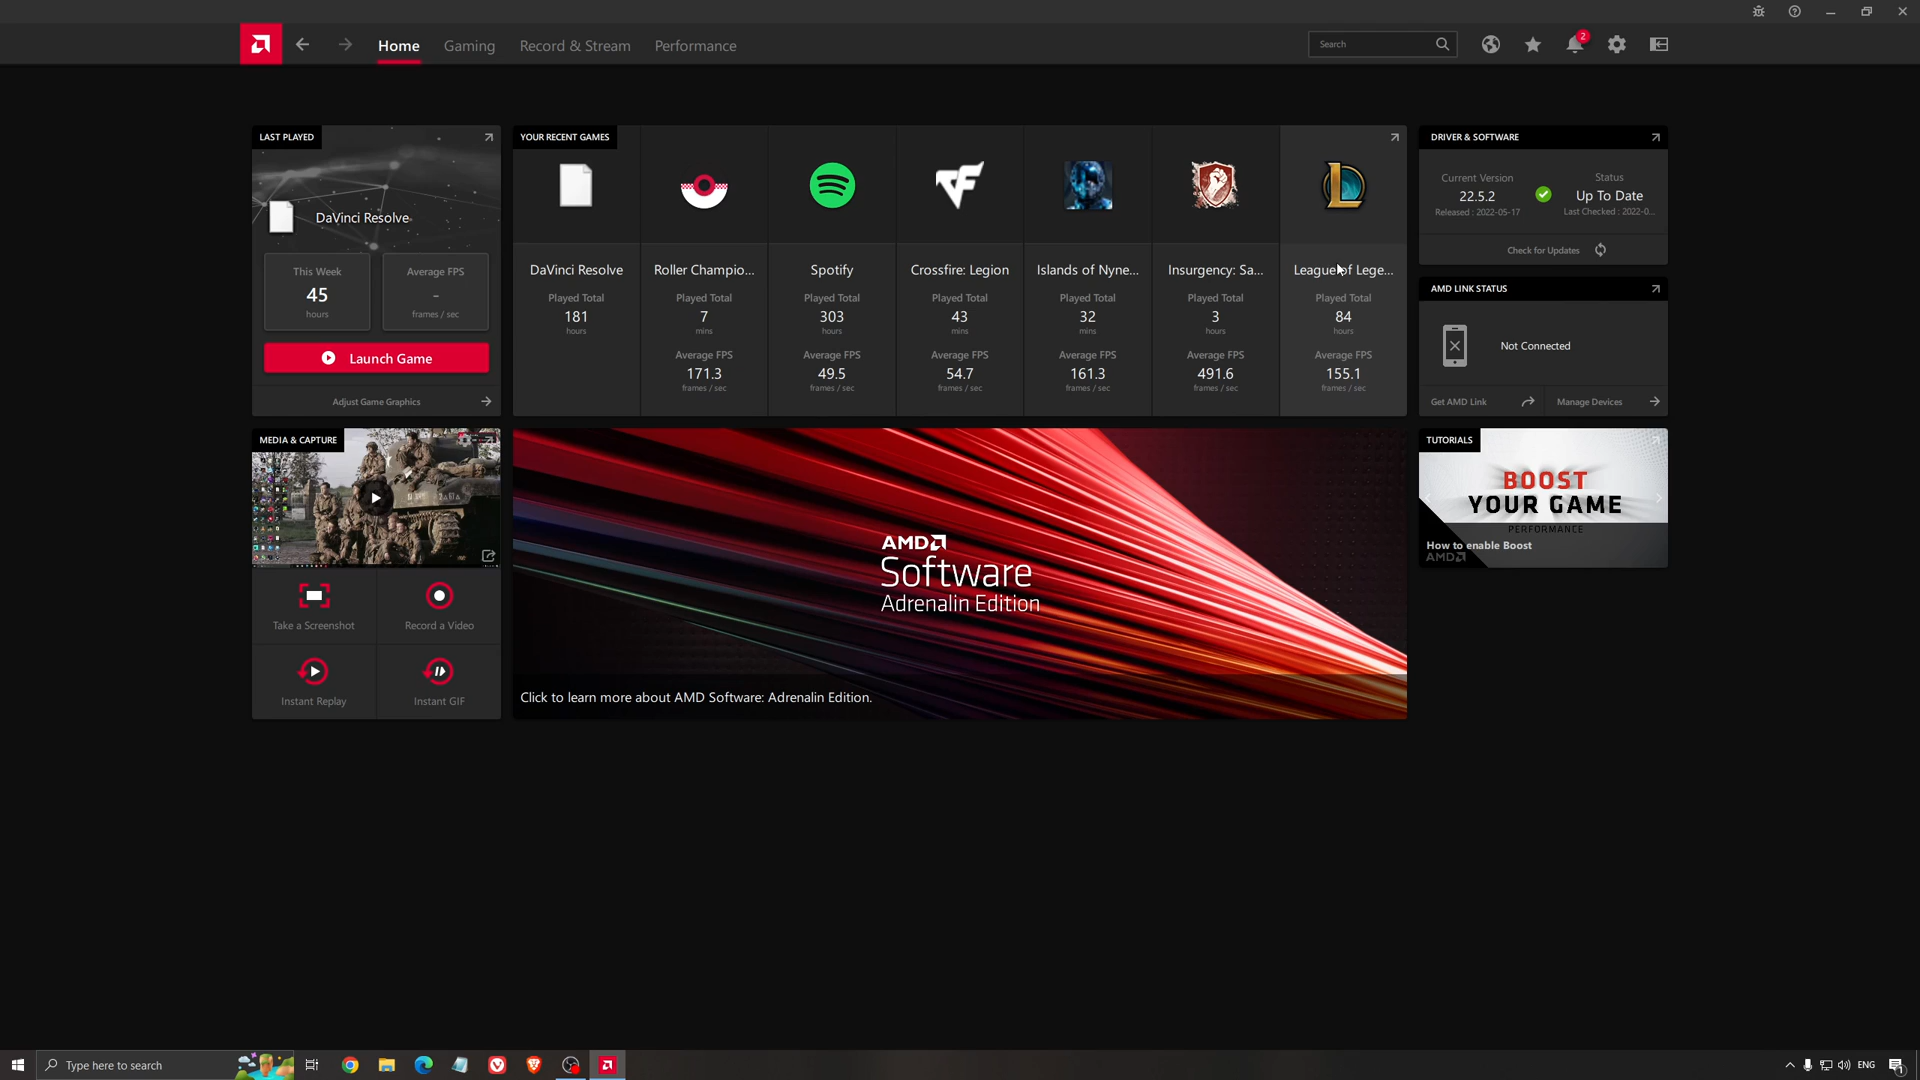 Home
Gaming
Record & Stream
Performance
Search
2
LAST PLAYED
DaVinci Resolve
This Week
45
hours
Average FPS
-
frames / sec
Launch Game
Adjust Game Graphics
YOUR RECENT GAMES
DaVinci Resolve
Played Total
181
hours
Roller Champio...
Played Total
7
mins
Average FPS
171.3
frames / sec
Spotify
Played Total
303
hours
Average FPS
49.5
frames / sec
Crossfire: Legion
Played Total
43
mins
Average FPS
54.7
frames / sec
Islands of Nyne...
Played Total
32
mins
Average FPS
161.3
frames / sec
Insurgency: Sa...
Played Total
3
hours
Average FPS
491.6
frames / sec
League of Lege...
Played Total
84
hours
Average FPS
155.1
frames / sec
DRIVER & SOFTWARE
Current Version
22.5.2
Released : 2022-05-17
Status
Up To Date
Last Checked : 2022-0...
Check for Updates
AMD LINK STATUS
Not Connected
Get AMD Link
Manage Devices
MEDIA & CAPTURE
Take a Screenshot
Record a Video
Instant Replay
Instant GIF
AMD
Software
Adrenalin Edition
Click to learn more about AMD Software: Adrenalin Edition.
TUTORIALS
BOOST
YOUR GAME
PERFORMANCE
How to enable Boost
AMD
Type here to search
ENG
1